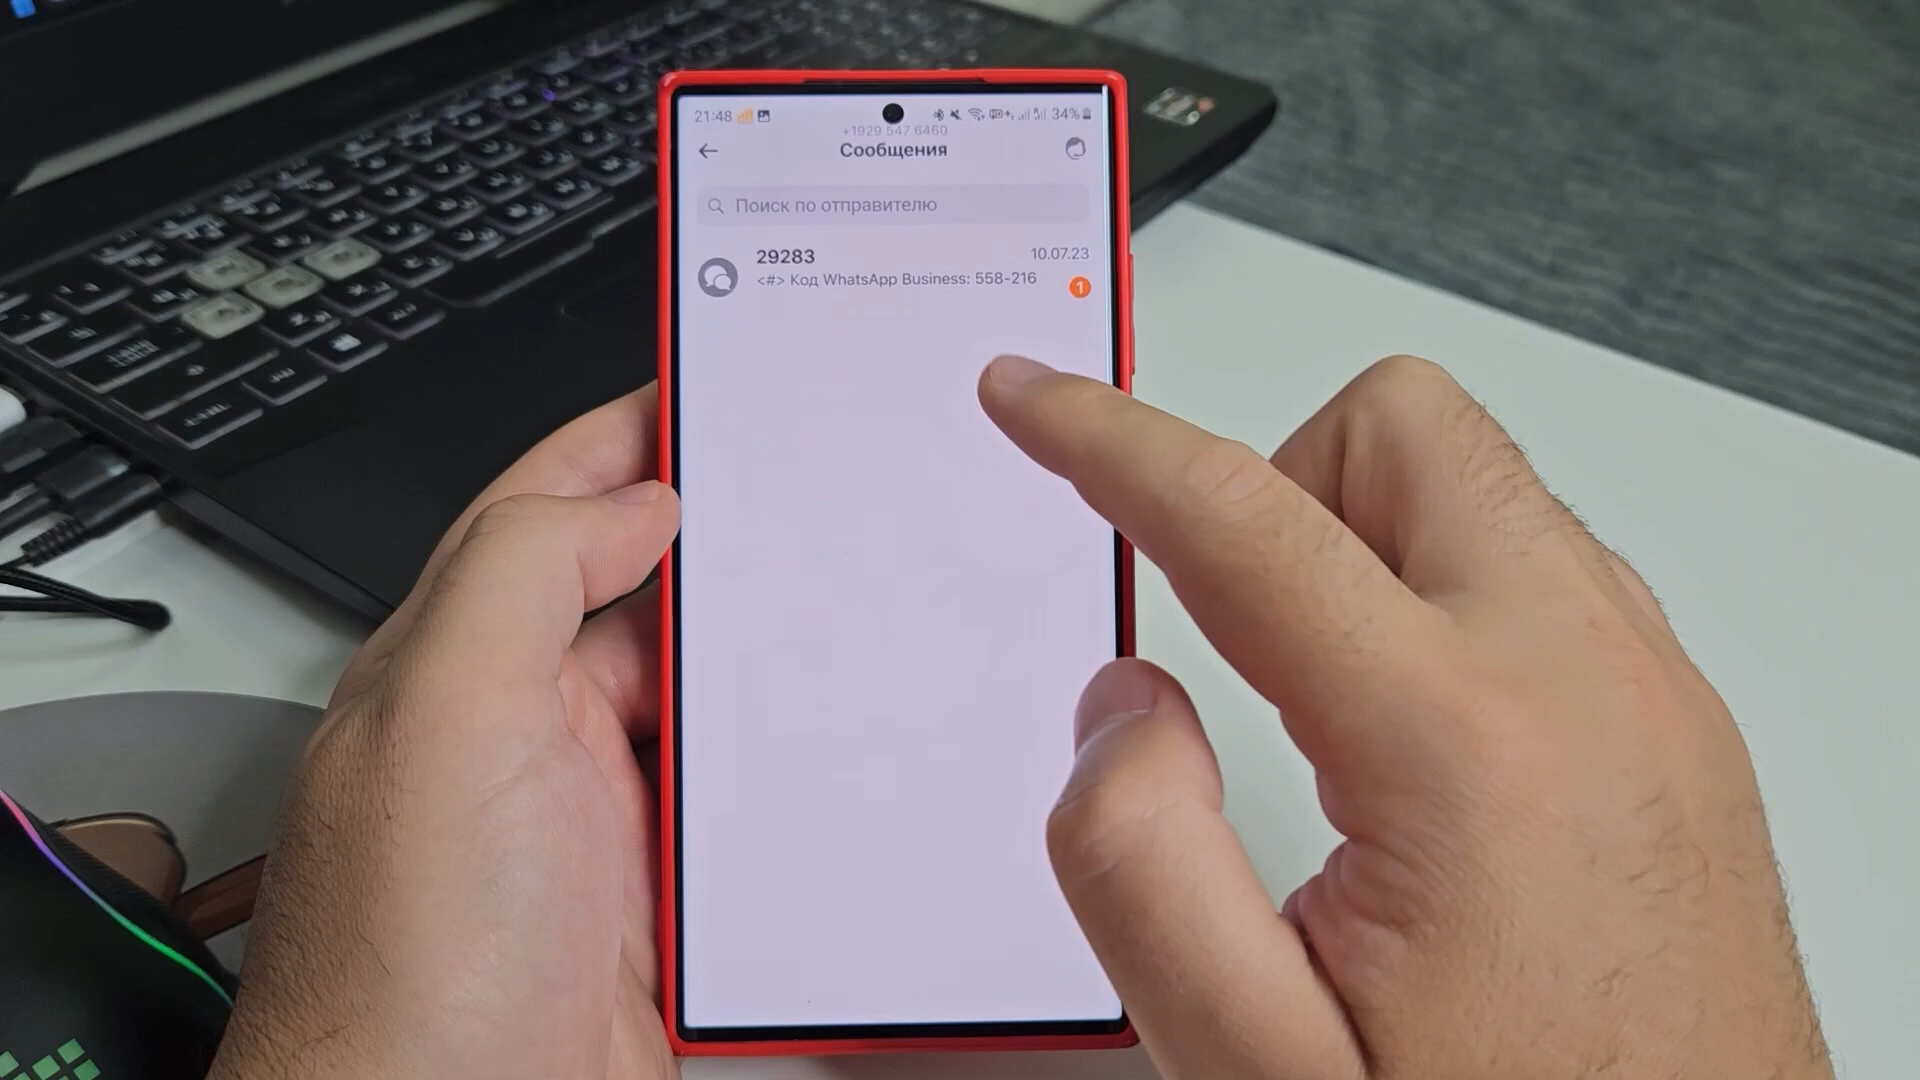 21:48
34%
+1929 547 6460
Сообщения
Поиск по отправителю
29283
10.07.23
<#> Код WhatsApp Business: 558-216
1